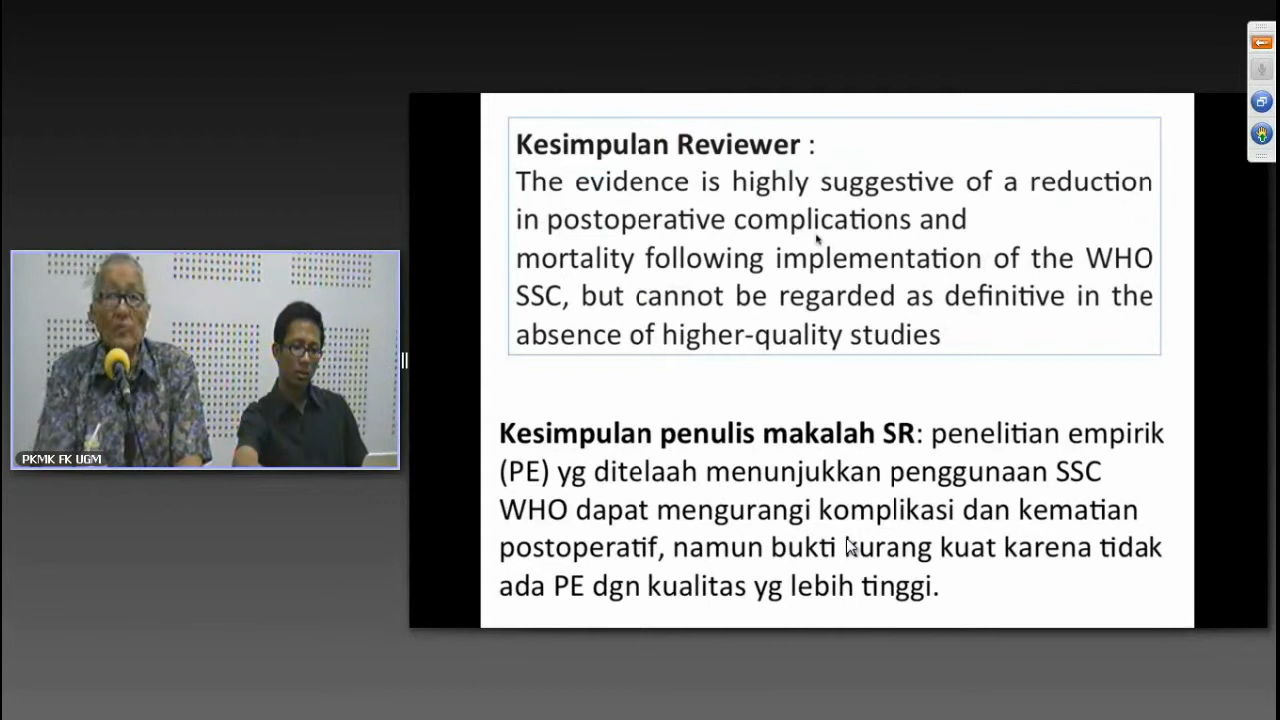 Kesimpulan Reviewer :
The evidence is highly suggestive of a reduction
in postoperative complications and
mortality following implementation of the WHO
SSC, but cannot be regarded as definitive in the
absence of higher-quality studies
Kesimpulan penulis makalah SR: penelitian empirik
(PE) yg ditelaah menunjukkan penggunaan SSC
WHO dapat mengurangi komplikasi dan kematian
postoperatif, namun bukti kurang kuat karena tidak
ada PE dgn kualitas yg lebih tinggi.
PKMK FK UGM